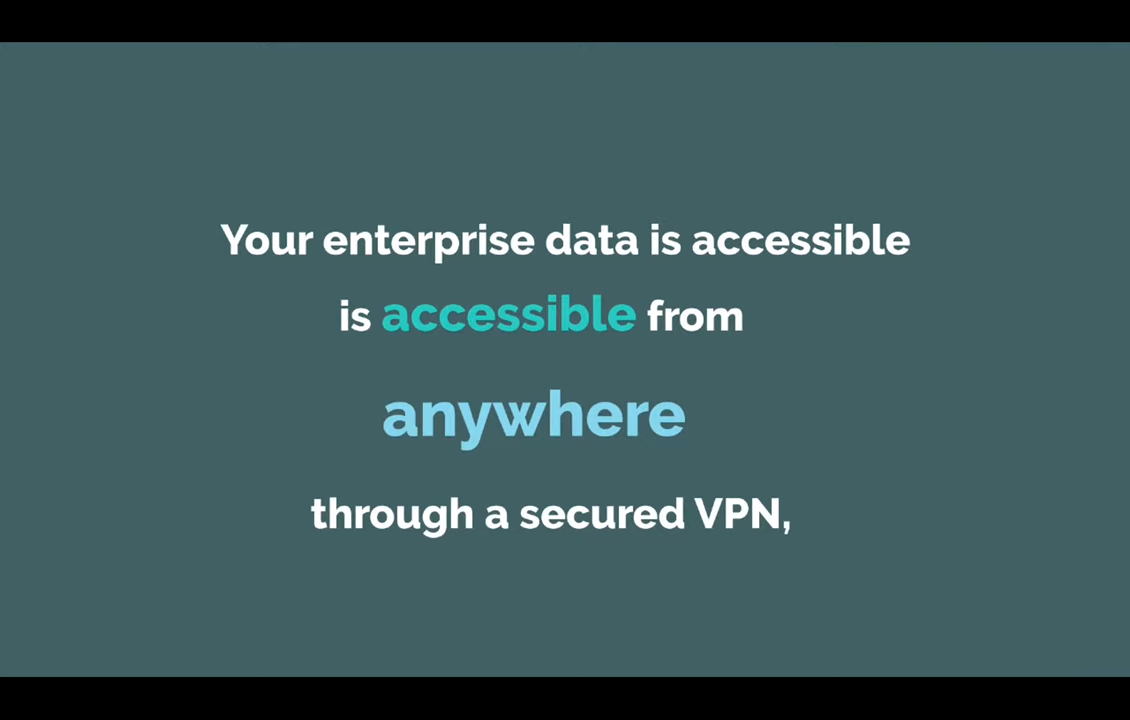 Your enterprise data is accessible
is accessible from
anywhere
through a secured VPN,